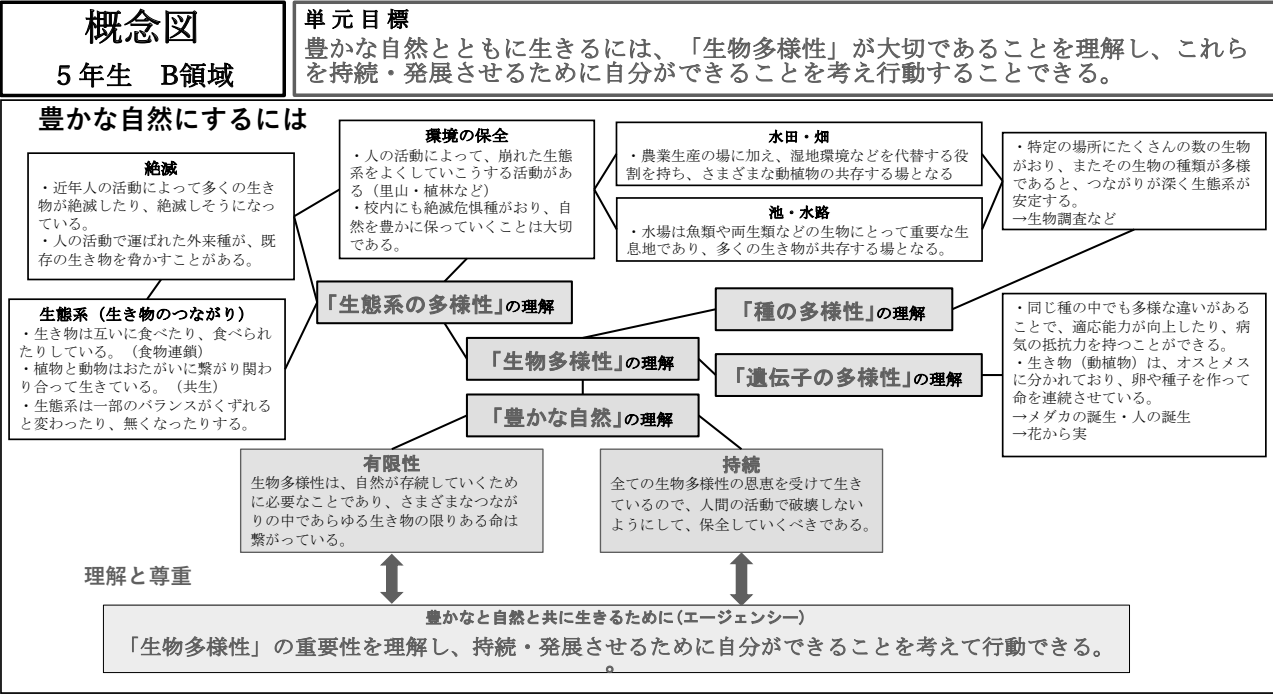 概念図
５年生　B領域
単元目標
豊かな自然とともに生きるには、「生物多様性」が大切であることを理解し、これら
を持続・発展させるために自分ができることを考え行動することできる。
豊かな自然にするには
絶滅
・近年人の活動によって多くの生き
物が絶滅したり、絶滅しそうになっ
ている。
・人の活動で運ばれた外来種が、既
存の生き物を脅かすことがある。
環境の保全
・人の活動によって、崩れた生態
系をよくしていこうする活動があ
る（里山・植林など）
・校内にも絶滅危惧種がおり、自
然を豊かに保っていくことは大切
である。
水田・畑
・農業生産の場に加え、湿地環境などを代替する役
割を持ち、さまざまな動植物の共存する場となる
池・水路
・水場は魚類や両生類などの生物にとって重要な生
息地であり、多くの生き物が共存する場となる。
・特定の場所にたくさんの数の生物
がおり、またその生物の種類が多様
であると、つながりが深く生態系が
安定する。
→生物調査など
生態系（生き物のつながり）
・生き物は互いに食べたり、食べられ
たりしている。（食物連鎖）
・植物と動物はおたがいに繋がり関わ
り合って生きている。（共生）
・生態系は一部のバランスがくずれる
と変わったり、無くなったりする。
「生態系の多様性」の理解
「種の多様性」の理解
「生物多様性」の理解
「遺伝子の多様性」の理解
「豊かな自然」の理解
・同じ種の中でも多様な違いがある
ことで、適応能力が向上したり、病
気の抵抗力を持つことができる。
・生き物（動植物）は、オスとメス
に分かれており、卵や種子を作って
命を連続させている。
→メダカの誕生・人の誕生
→花から実
有限性
生物多様性は、自然が存続していくため
に必要なことであり、さまざまなつなが
りの中であらゆる生き物の限りある命は
繋がっている。
持続
全ての生物多様性の恩恵を受けて生き
ているので、人間の活動で破壊しない
ようにして、保全していくべきである。
理解と尊重
豊かなと自然と共に生きるために（エージェンシー）
「生物多様性」の重要性を理解し、持続・発展させるために自分ができることを考えて行動できる。
。